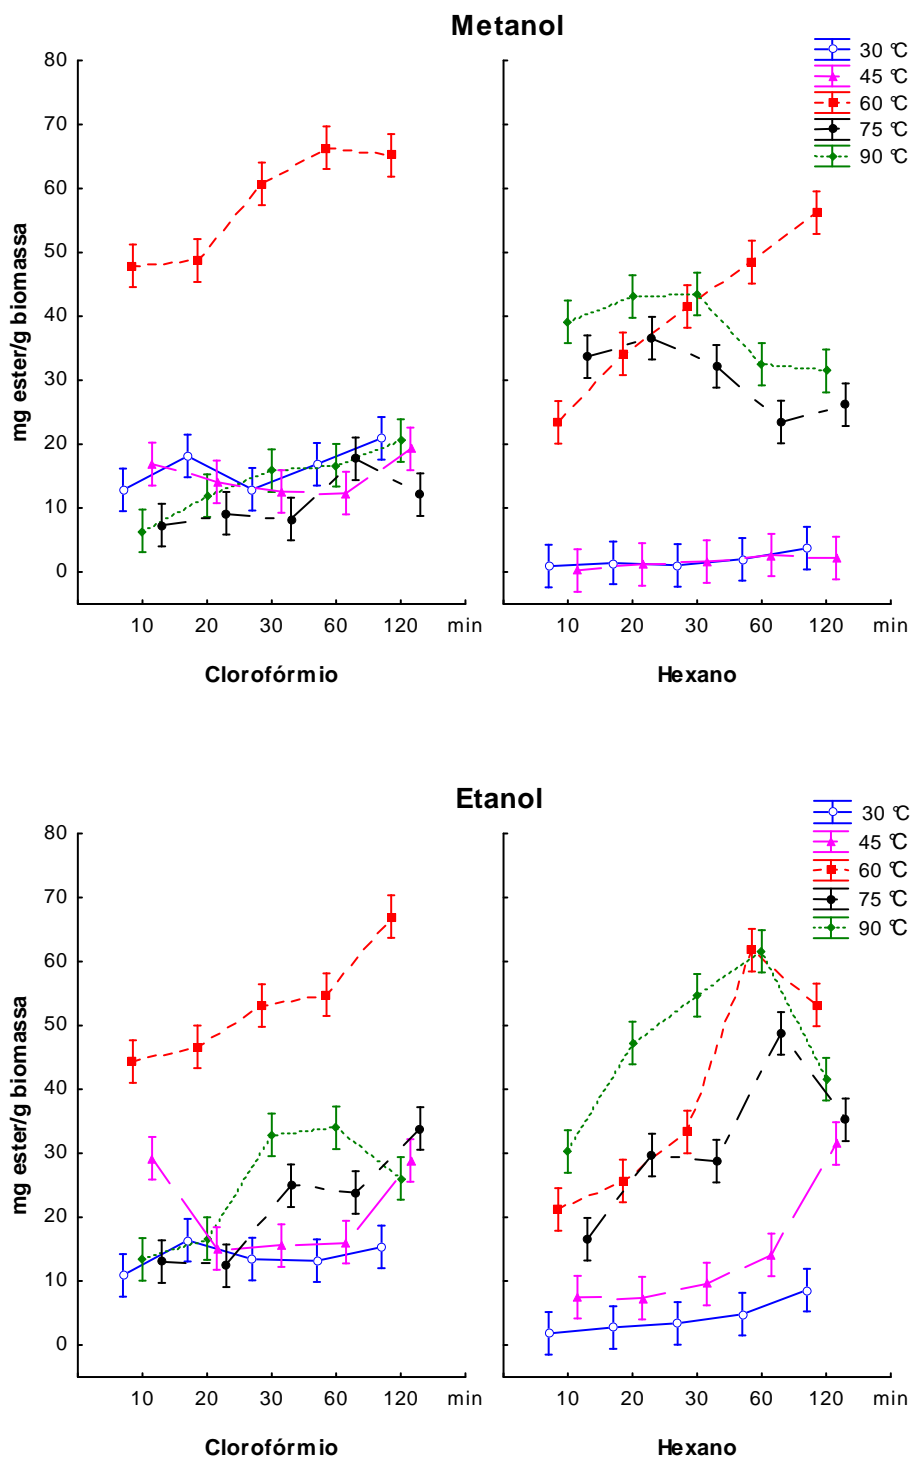 Metanol
30 °C
45 °C
60 °C
75 °C
90 °C
mg ester/g biomassa
80
70
60
50
40
30
20
10
0
10 20 30 60 120 min
10 20 30 60 120 min
Clorofórmio
Hexano
Etanol
30 °C
45 °C
60 °C
75 °C
90 °C
mg ester/g biomassa
80
70
60
50
40
30
20
10
0
10 20 30 60 120 min
10 20 30 60 120 min
Clorofórmio
Hexano